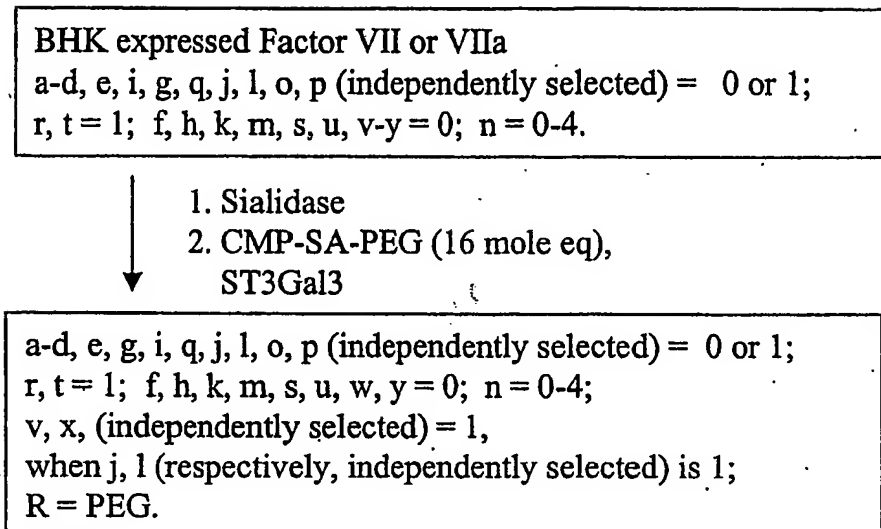 BHK expressed Factor VII or VIIa
a-d, e, i, g, q, j, l, o, p (independently selected) = 0 or 1;
r, t = 1; f, h, k, m, s, u, v-y = 0; n = 0-4.
1. Sialidase
2. CMP-SA-PEG (16 mole eq),
ST3Gal3
a-d, e, g, i, q, j, l, o, p (independently selected) = 0 or 1;
r, t = 1; f, h, k, m, s, u, w, y = 0; n = 0-4;
v, x, (independently selected) = 1,
when j, l (respectively, independently selected) is 1;
R = PEG.